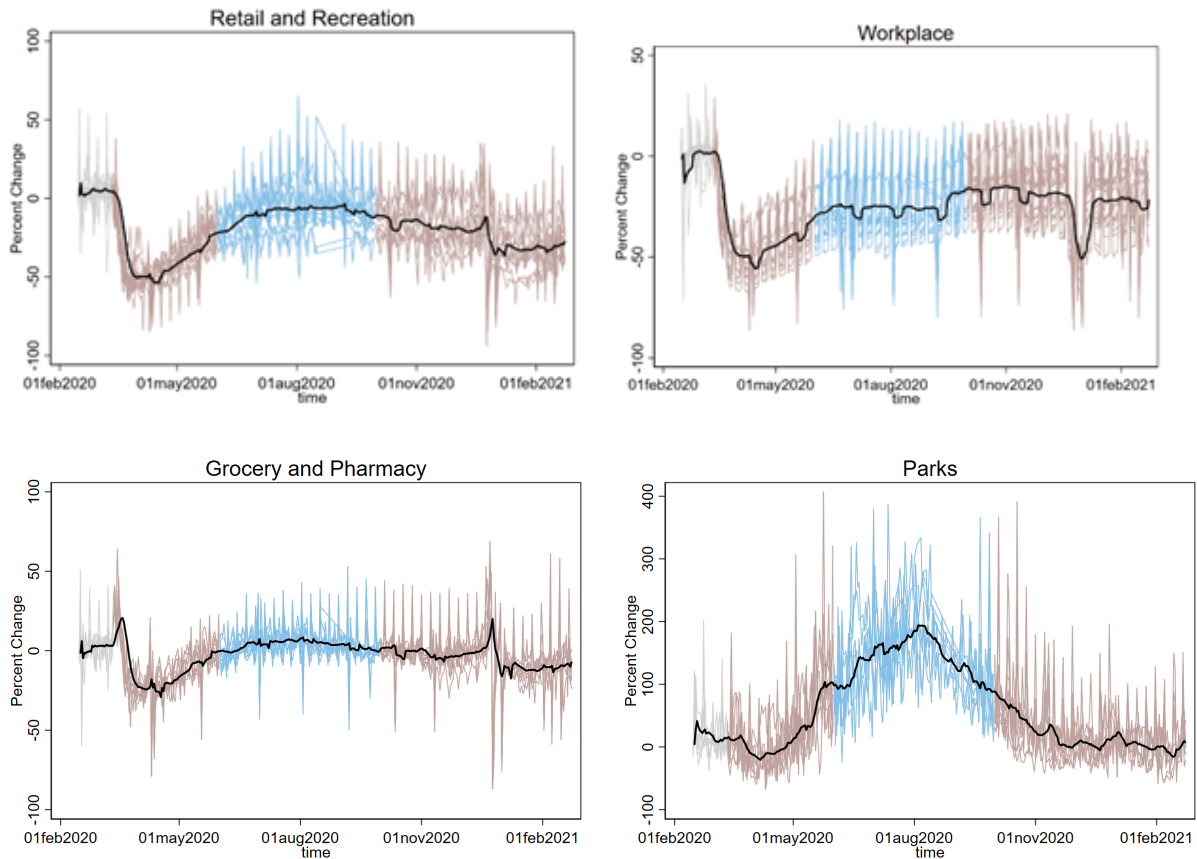 Retail and Recreation
Percent Change
100
50
0
-50
-100
01feb2020 01may2020 01aug2020 01nov2020 01feb2021
time
Workplace
Percent Change
50
0
-50
-100
01feb2020 01may2020 01aug2020 01nov2020 01feb2021
time
Grocery and Pharmacy
Percent Change
100
50
0
-50
-100
01feb2020 01may2020 01aug2020 01nov2020 01feb2021
time
Parks
Percent Change
400
300
200
100
0
-100
01feb2020 01may2020 01aug2020 01nov2020 01feb2021
time